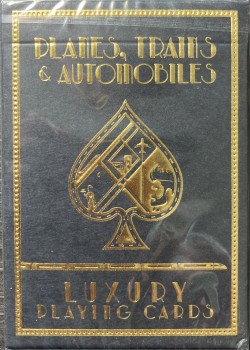 PLANES, TRAINS
& AUTOMOBILES
LUXURY
PLAYING CARDS